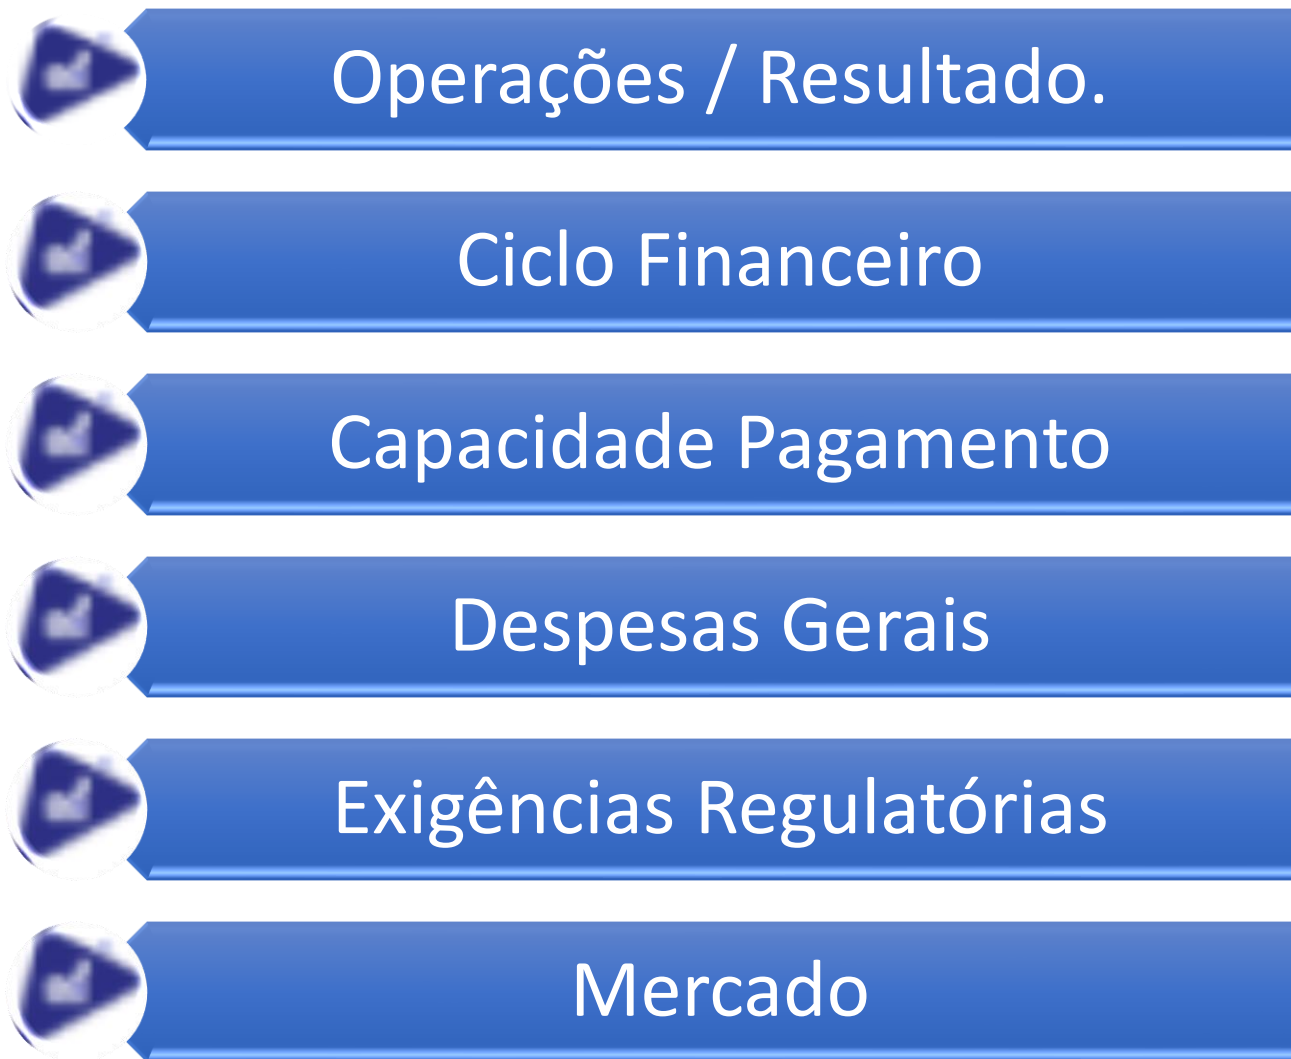 Operações / Resultado.
Ciclo Financeiro
Capacidade Pagamento
Despesas Gerais
Exigências Regulatórias
Mercado